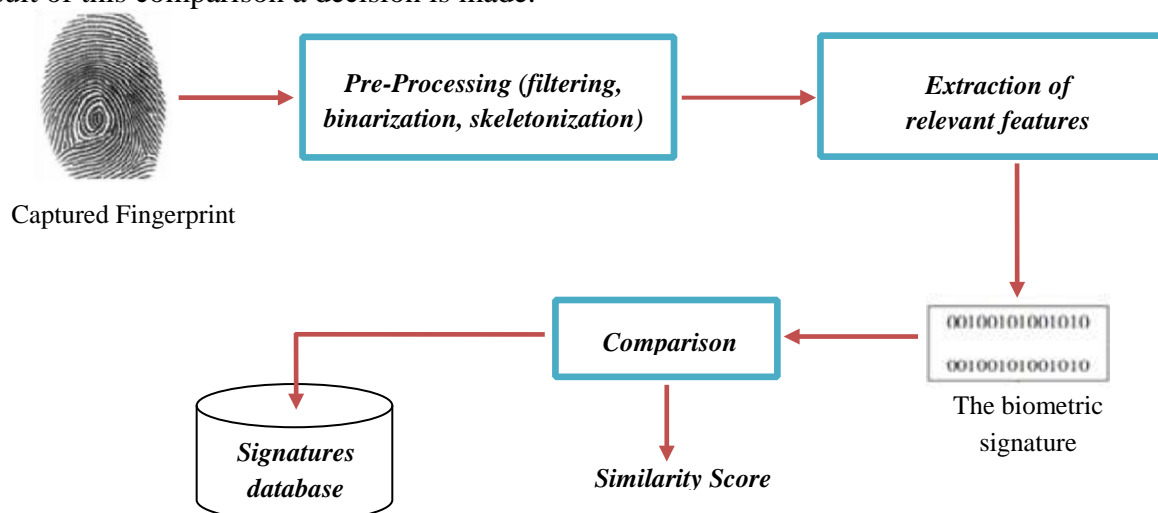 sult of this comparison a decision is made.
Pre-Processing (filtering,
binarization, skeletonization)
Extraction of
relevant features
Captured Fingerprint
00100101001010
00100101001010
Comparison
The biometric
signature
Signatures
database
Similarity Score